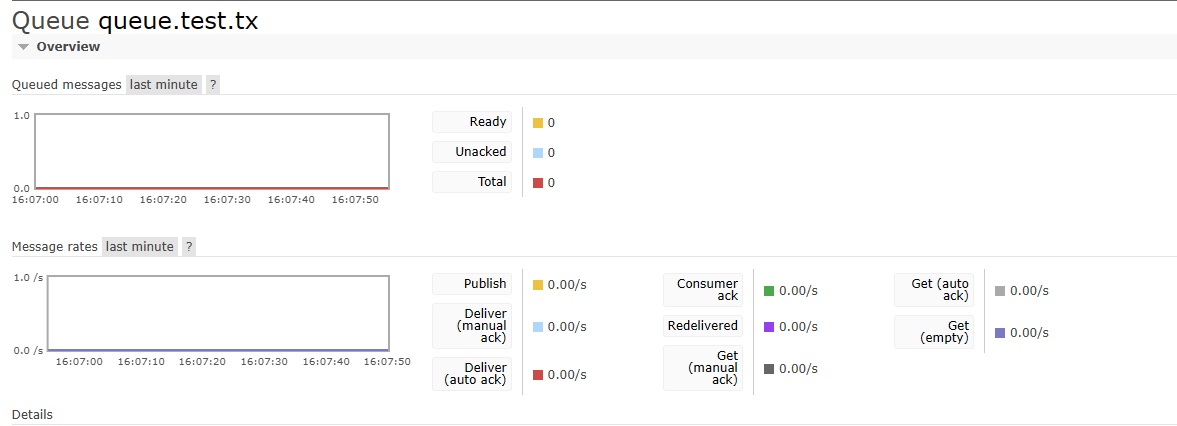 Queue queue.test.tx
Overview
Queued messages last minute ?
1.0
0.0
16:07:00 16:07:10 16:07:20 16:07:30 16:07:40 16:07:50
Ready 0
Unacked 0
Total 0
Message rates last minute ?
1.0 /s
0.0 /s
16:07:00 16:07:10 16:07:20 16:07:30 16:07:40 16:07:50
Publish 0.00/s
Deliver
(manual 0.00/s
ack)
Deliver
(auto ack) 0.00/s
Consumer
ack 0.00/s
Redelivered 0.00/s
Get
(manual 0.00/s
ack)
Get (auto
ack) 0.00/s
Get
(empty) 0.00/s
Details